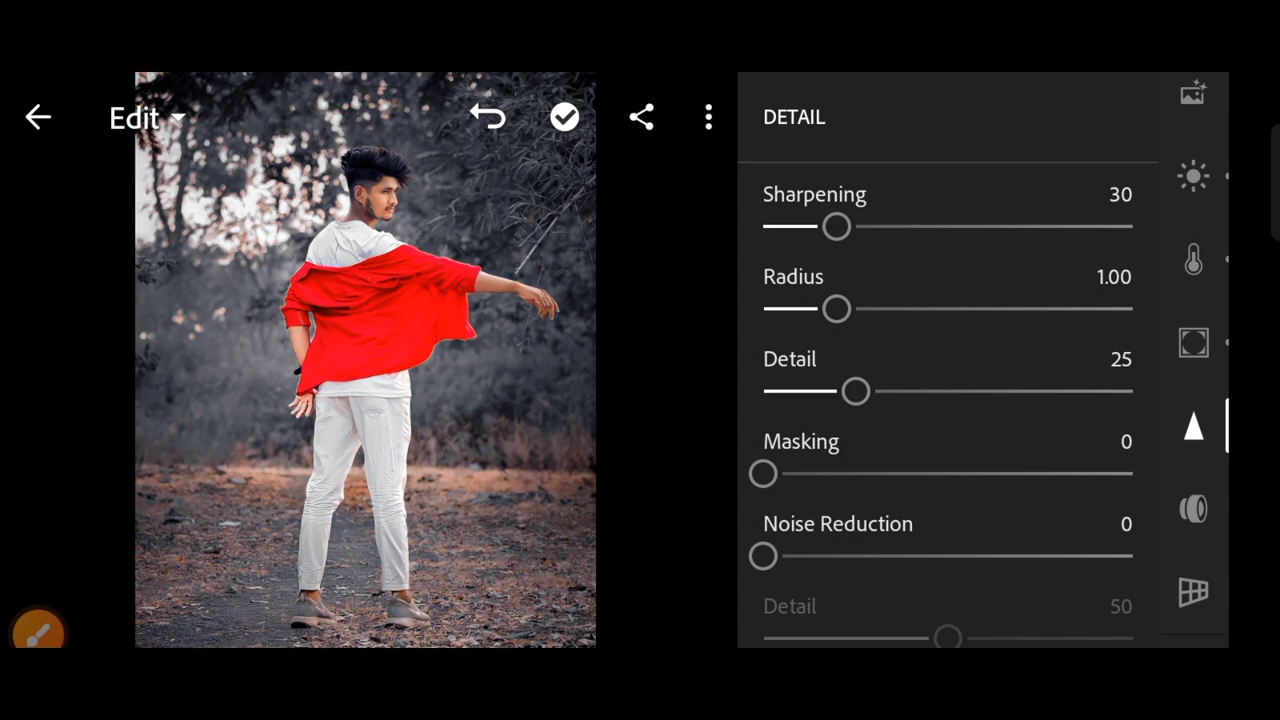 Edit
DETAIL
Sharpening 30
Radius 1.00
Detail 25
Masking 0
Noise Reduction 0
Detail 50